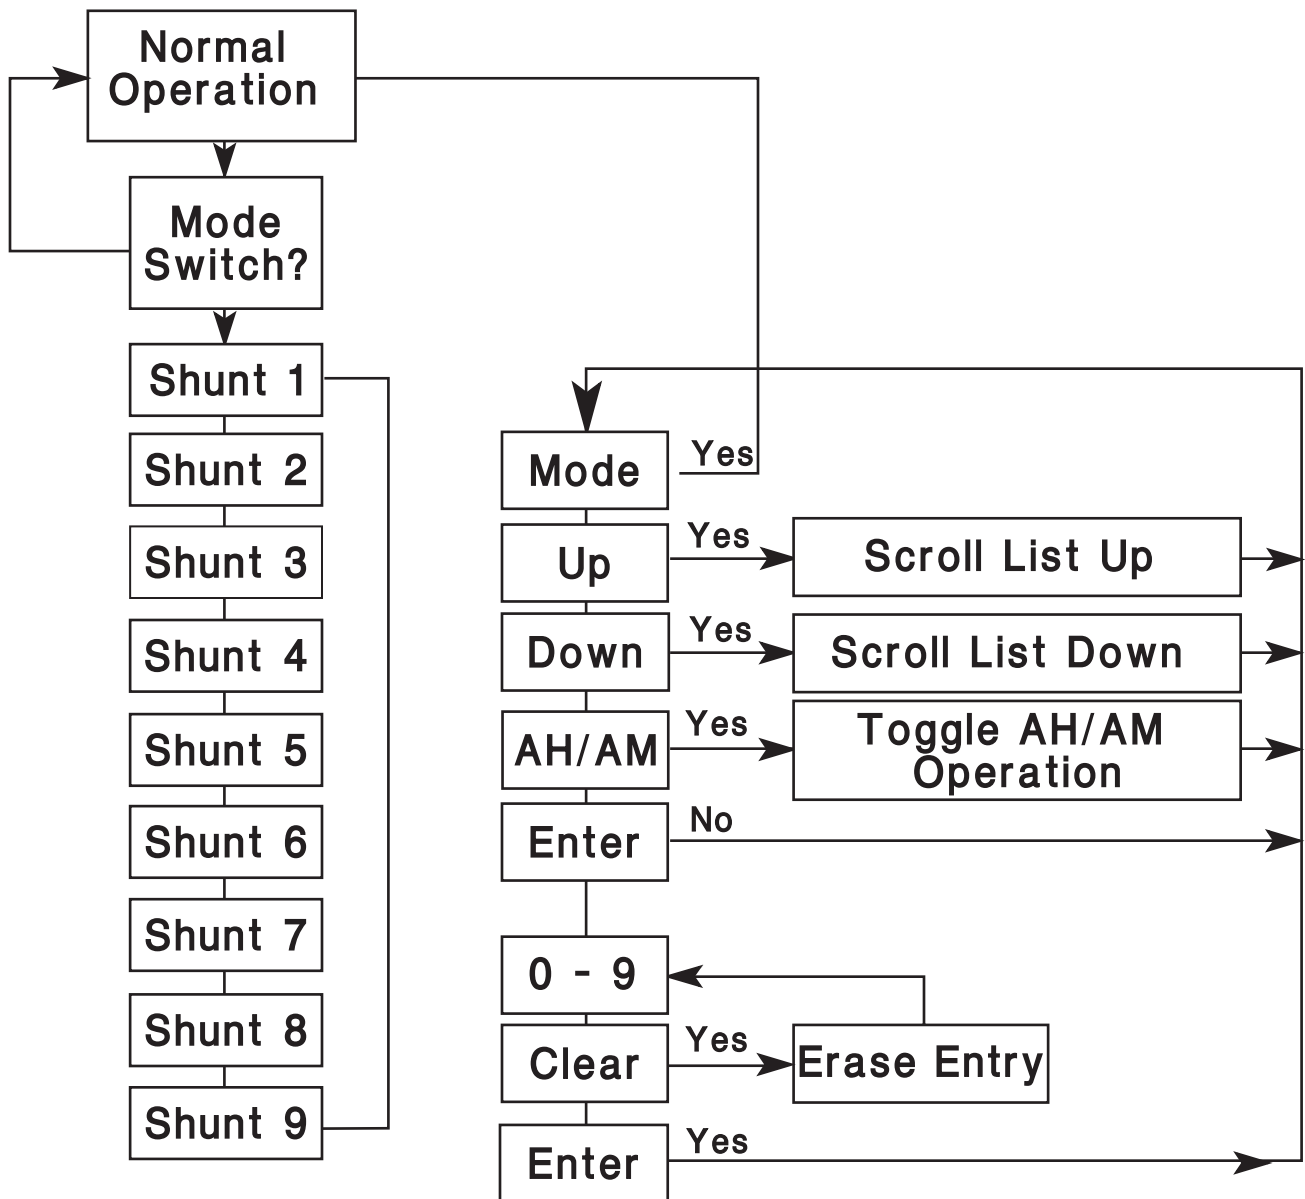 Normal
Operation
Mode
Switch?
Shunt 1
Shunt 2
Shunt 3
Shunt 4
Shunt 5
Shunt 6
Shunt 7
Shunt 8
Shunt 9
Mode
Yes
Up
Yes
Scroll List Up
Down
Yes
Scroll List Down
AH/AM
Yes
Toggle AH/AM
Operation
Enter
No
0 - 9
Clear
Yes
Erase Entry
Enter
Yes